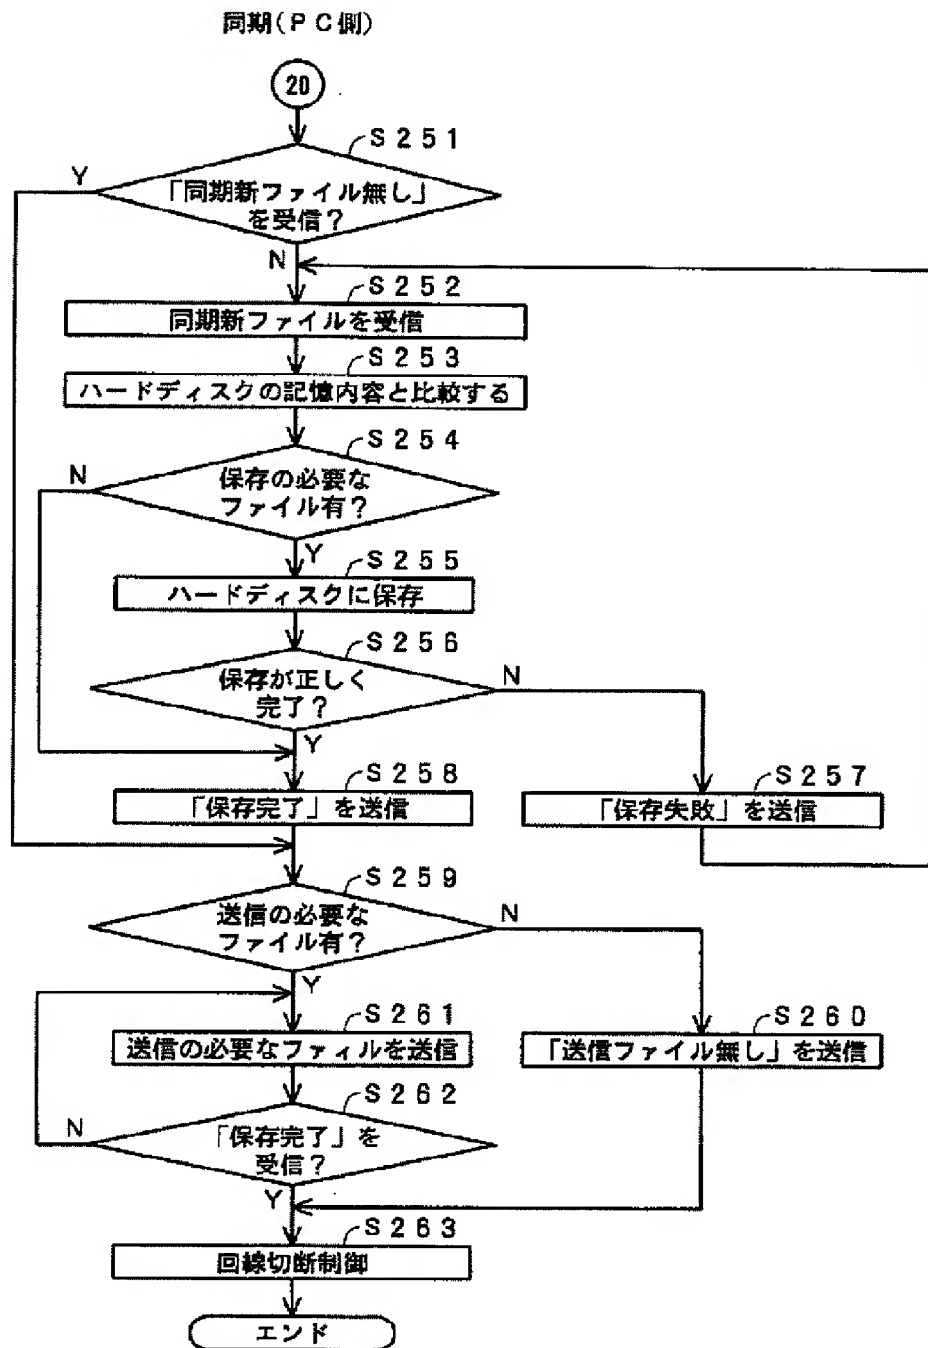 同期(PC側)
20
S251
Y
「同期新ファイル無し」
を受信?
N
S252
同期新ファイルを受信
S253
ハードディスクの記憶内容と比較する
S254
N
保存の必要な
ファイル有?
Y
S255
ハードディスクに保存
S256
保存が正しく
完了?
N
Y
S258
「保存完了」を送信
S257
「保存失敗」を送信
S259
送信の必要な
ファイル有?
N
Y
S261
送信の必要なファィルを送信
S260
「送信ファイル無し」を送信
S262
N
「保存完了」を
受信?
Y
S263
回線切断制御
エンド